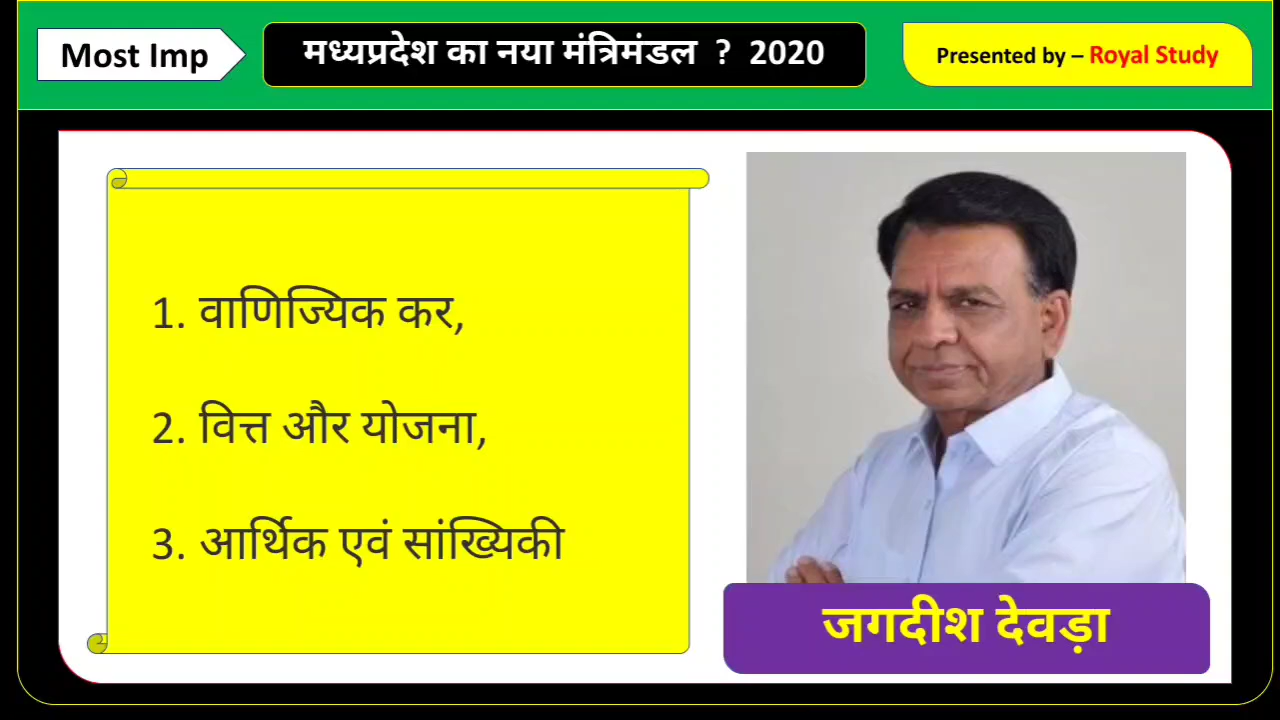 Most Imp
मध्यप्रदेश का नया मंत्रिमंडल ? 2020
Presented by – Royal Study
1. वाणिज्यिक कर,
2. वित्त और योजना,
3. आर्थिक एवं सांख्यिकी
जगदीश देवड़ा